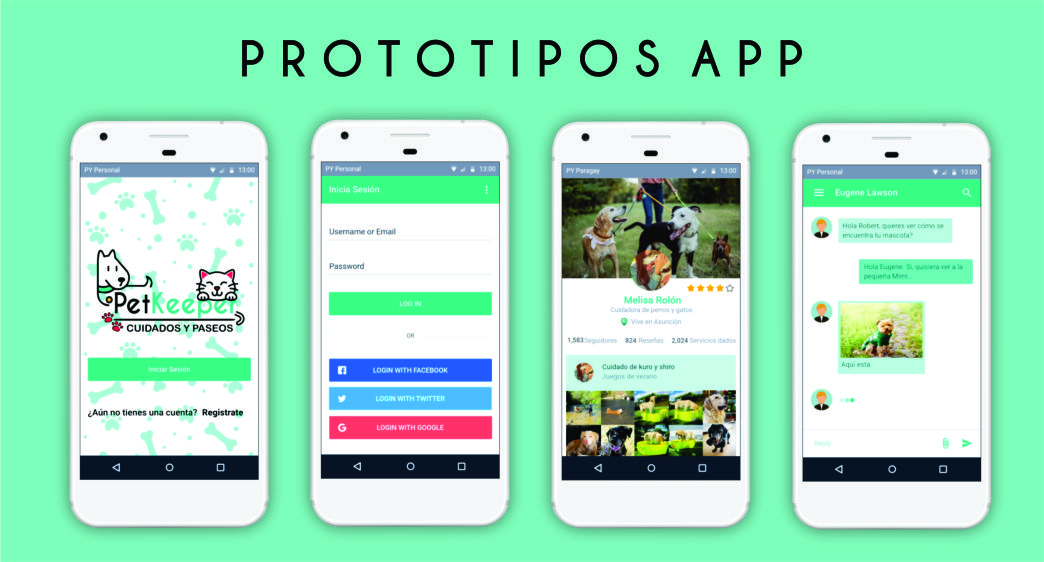 PROTOTIPOS APP
PY Personal
13:00
PetKeeper
CUIDADOS Y PASEOS
Iniciar Sesión
¿Aún no tienes una cuenta? Registrate
PY Personal
13:00
Inicia Sesión
Username or Email
Password
LOG IN
OR
LOGIN WITH FACEBOOK
LOGIN WITH TWITTER
G LOGIN WITH GOOGLE
PY Paragay
13:00
Melisa Rolón
Cuidadora de perros y gatos
Vive en Asunción
1,583 Seguidores 824 Reseñas 2,024 Servicios dados
Cuidado de kuro y shiro
Juegos de verano
PY Personal
13:00
Eugene Lawson
Hola Robert, quieres ver cómo se
encuentra tu mascota?
Hola Eugene. Si, quisiera ver a la
pequeña Mimi...
Aqui esta.
Reply